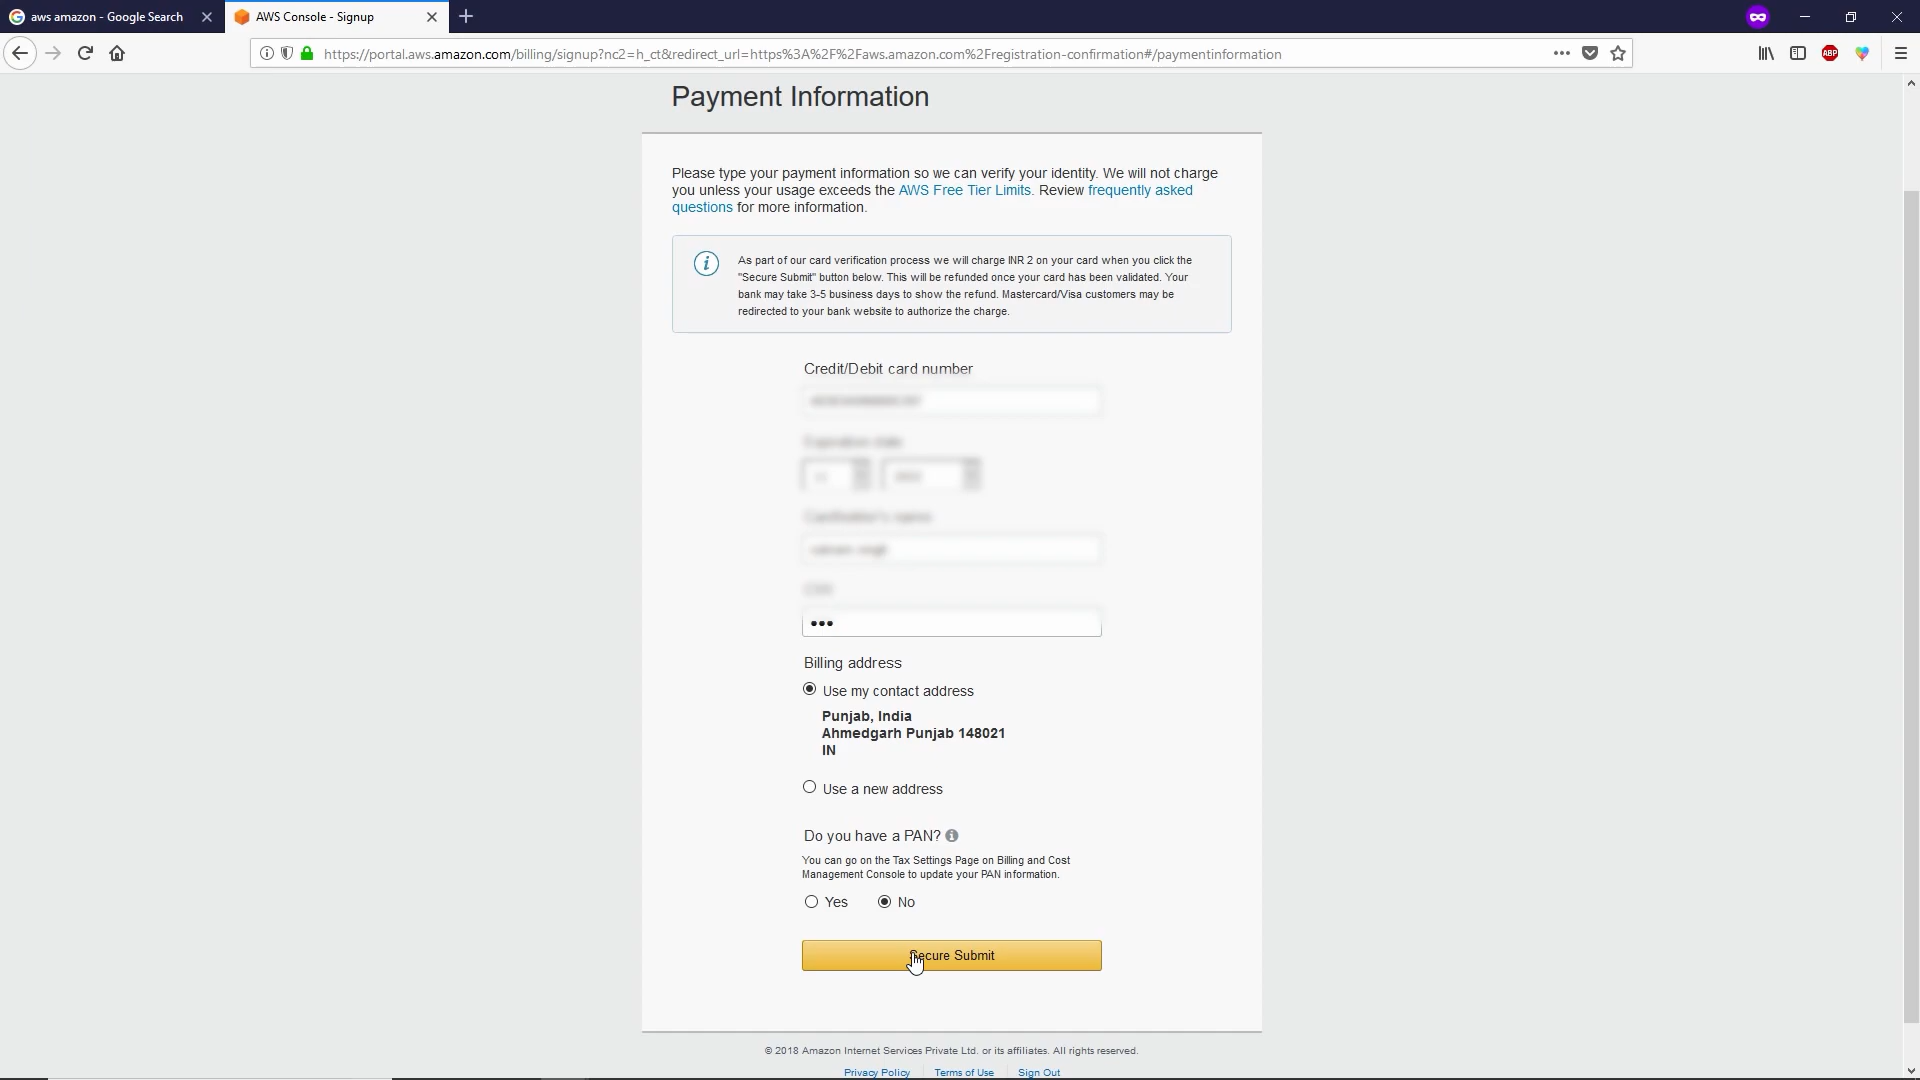 aws amazon - Google Search
AWS Console - Signup
https://portal.aws.amazon.com/billing/signup?nc2=h_ct&redirect_url=https%3A%2F%2Faws.amazon.com%2Fregistration-confirmation#/paymentinformation
ABP
Payment Information
Please type your payment information so we can verify your identity. We will not charge
you unless your usage exceeds the AWS Free Tier Limits. Review frequently asked
questions for more information.
As part of our card verification process we will charge INR 2 on your card when you click the
"Secure Submit" button below. This will be refunded once your card has been validated. Your
bank may take 3-5 business days to show the refund. Mastercard/Visa customers may be
redirected to your bank website to authorize the charge.
Credit/Debit card number
Expiration date
Cardholder's name
Billing address
Use my contact address
Punjab, India
Ahmedgarh Punjab 148021
IN
Use a new address
Do you have a PAN?
You can go on the Tax Settings Page on Billing and Cost
Management Console to update your PAN information.
Yes No
Secure Submit
© 2018 Amazon Internet Services Private Ltd. or its affiliates. All rights reserved.
Privacy Policy Terms of Use Sign Out